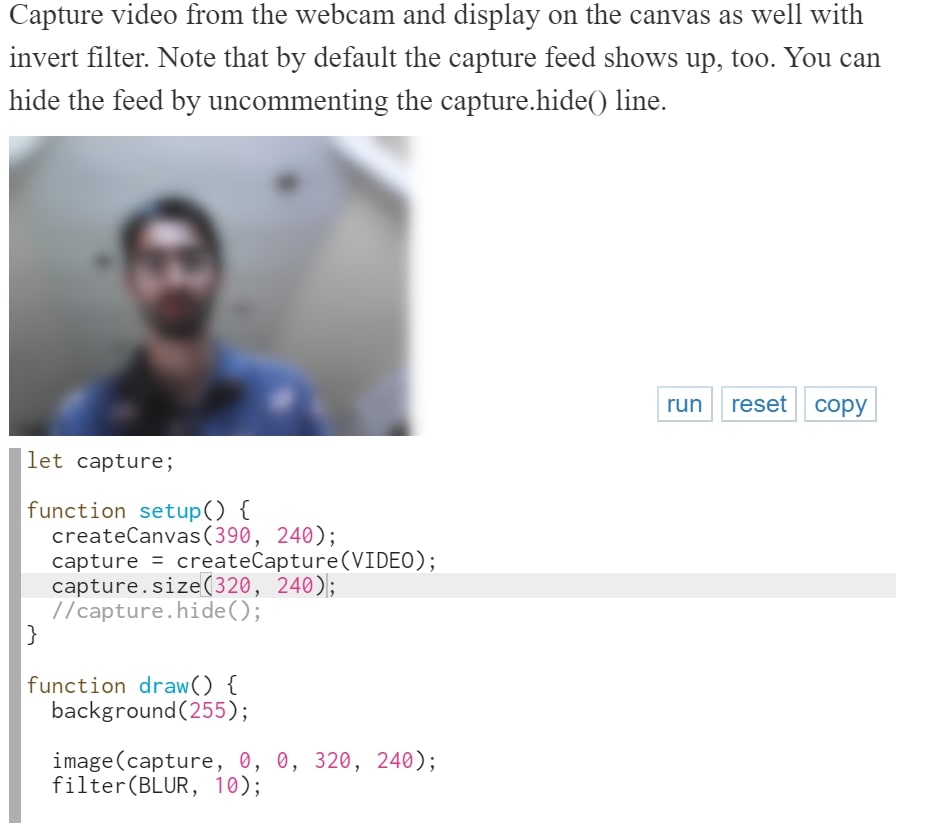 Capture video from the webcam and display on the canvas as well with
invert filter. Note that by default the capture feed shows up, too. You can
hide the feed by uncommenting the capture.hide() line.
run reset copy
let capture;
function setup() {
createCanvas(390, 240);
capture = createCapture(VIDEO);
capture.size(320, 240);
//capture.hide();
}
function draw() {
background(255);
image(capture, 0, 0, 320, 240);
filter(BLUR, 10);